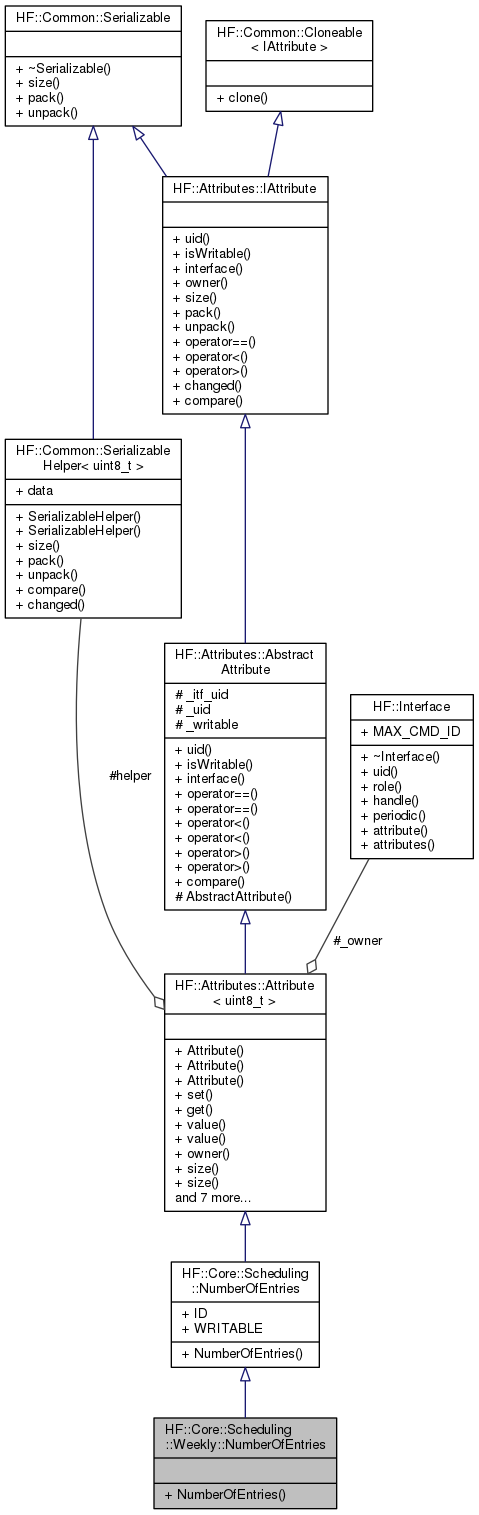 HF::Common::Serializable
+ ~Serializable()
+ size()
+ pack()
+ unpack()
HF::Common::Cloneable
< IAttribute >
+ clone()
HF::Attributes::IAttribute
+ uid()
+ isWritable()
+ interface()
+ owner()
+ size()
+ pack()
+ unpack()
+ operator==()
+ operator<()
+ operator>()
+ changed()
+ compare()
HF::Common::Serializable
Helper< uint8_t >
+ data
+ SerializableHelper()
+ SerializableHelper()
+ size()
+ pack()
+ unpack()
+ compare()
+ changed()
HF::Attributes::Abstract
Attribute
# _itf_uid
# _uid
# _writable
+ uid()
+ isWritable()
+ interface()
+ operator==()
+ operator==()
+ operator<()
+ operator<()
+ operator>()
+ operator>()
+ compare()
# AbstractAttribute()
HF::Interface
+ MAX_CMD_ID
+ ~Interface()
+ uid()
+ role()
+ handle()
+ periodic()
+ attribute()
+ attributes()
#helper
#_owner
HF::Attributes::Attribute
< uint8_t >
+ Attribute()
+ Attribute()
+ Attribute()
+ set()
+ get()
+ value()
+ value()
+ owner()
+ size()
+ size()
and 7 more...
HF::Core::Scheduling
::NumberOfEntries
+ ID
+ WRITABLE
+ NumberOfEntries()
HF::Core::Scheduling
::Weekly::NumberOfEntries
+ NumberOfEntries()